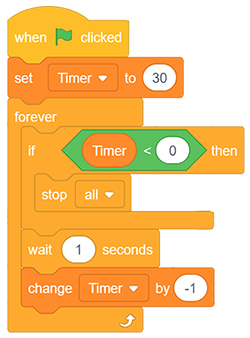 when clicked
set Timer to 30
forever
if Timer < 0 then
stop all
wait 1 seconds
change Timer by -1